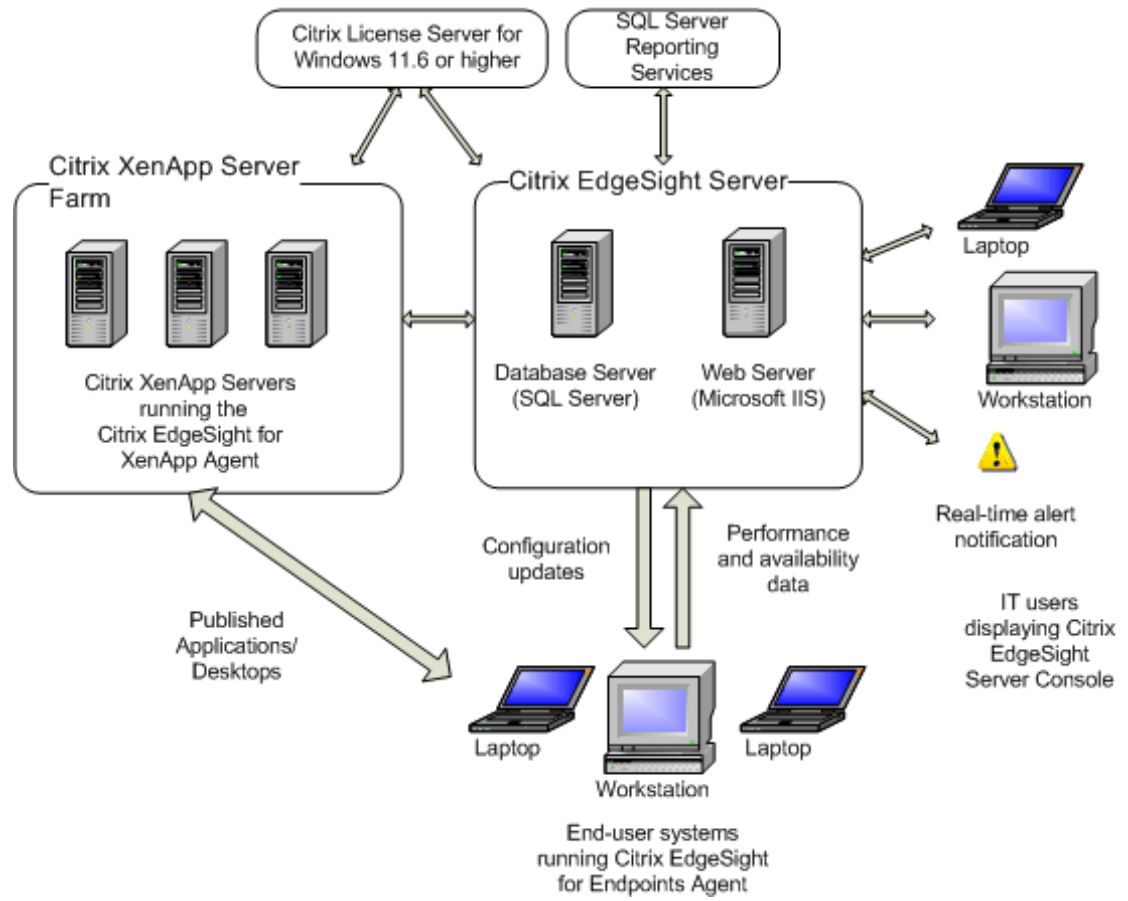 Citrix License Server for
Windows 11.6 or higher
SQL Server
Reporting
Services
Citrix XenApp Server
Farm
Citrix EdgeSight Server
Laptop
Workstation
Citrix XenApp Servers
running the
Citrix EdgeSight for
XenApp Agent
Database Server
(SQL Server)
Web Server
(Microsoft IIS)
Real-time alert
notification
IT users
displaying Citrix
EdgeSight
Server Console
Configuration
updates
Performance
and availability
data
Published
Applications/
Desktops
Laptop
Workstation
Laptop
End-user systems
running Citrix EdgeSight
for Endpoints Agent